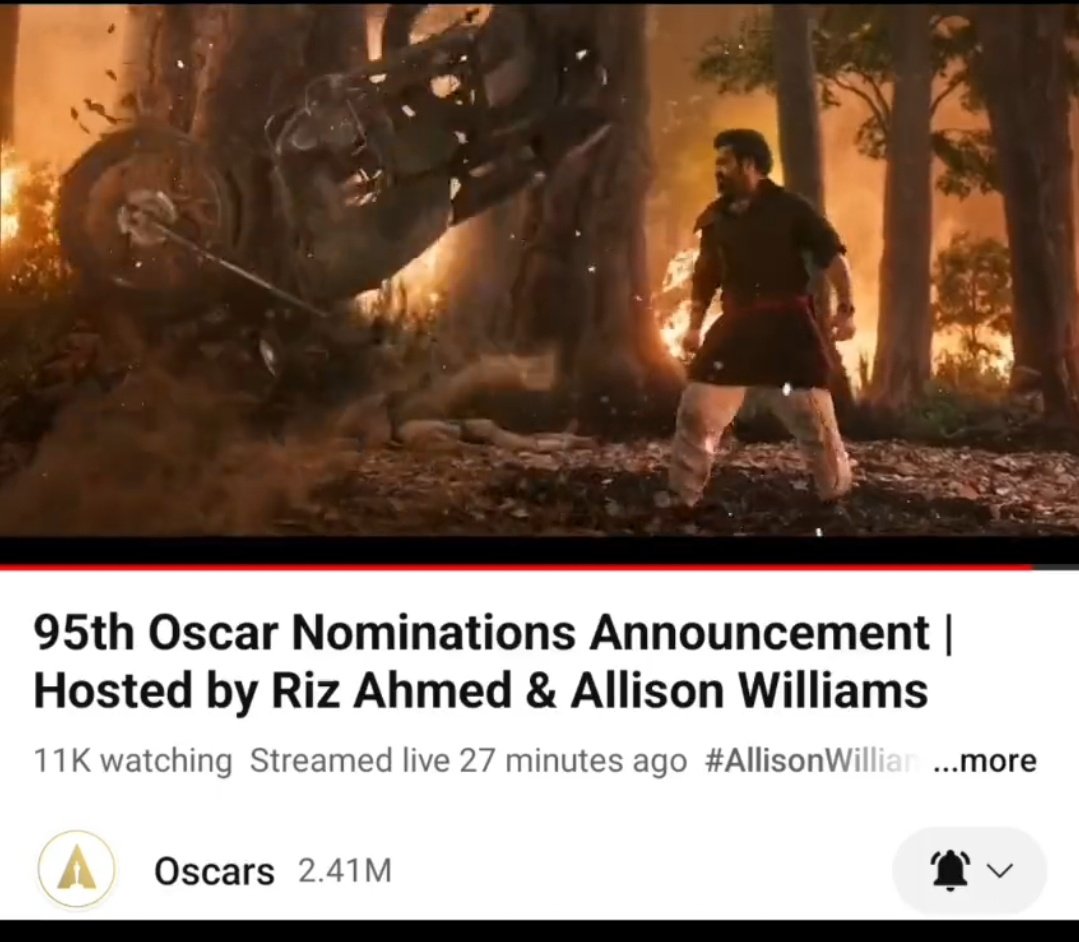 95th Oscar Nominations Announcement |
Hosted by Riz Ahmed & Allison Williams
11K watching Streamed live 27 minutes ago #AllisonWilliam ...more
Oscars 2.41M